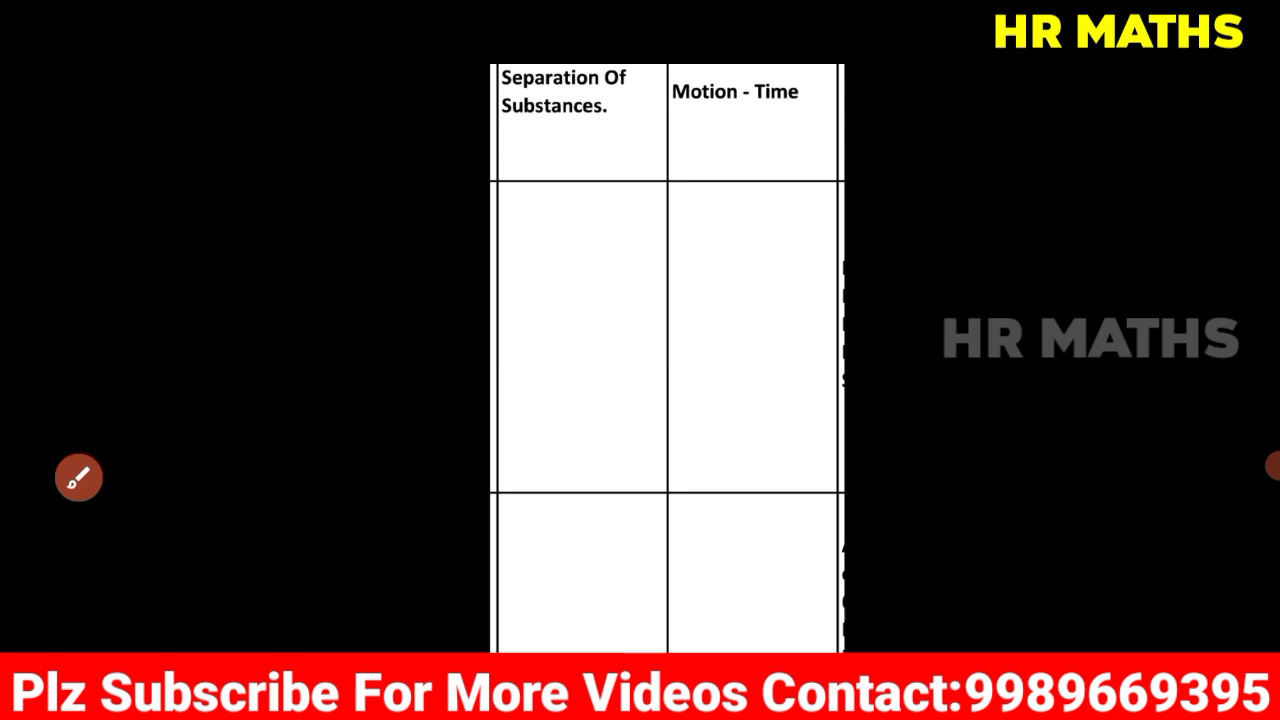 HR MATHS
Separation Of
Substances.
Motion - Time
HR MATHS
Plz Subscribe For More Videos Contact:9989669395